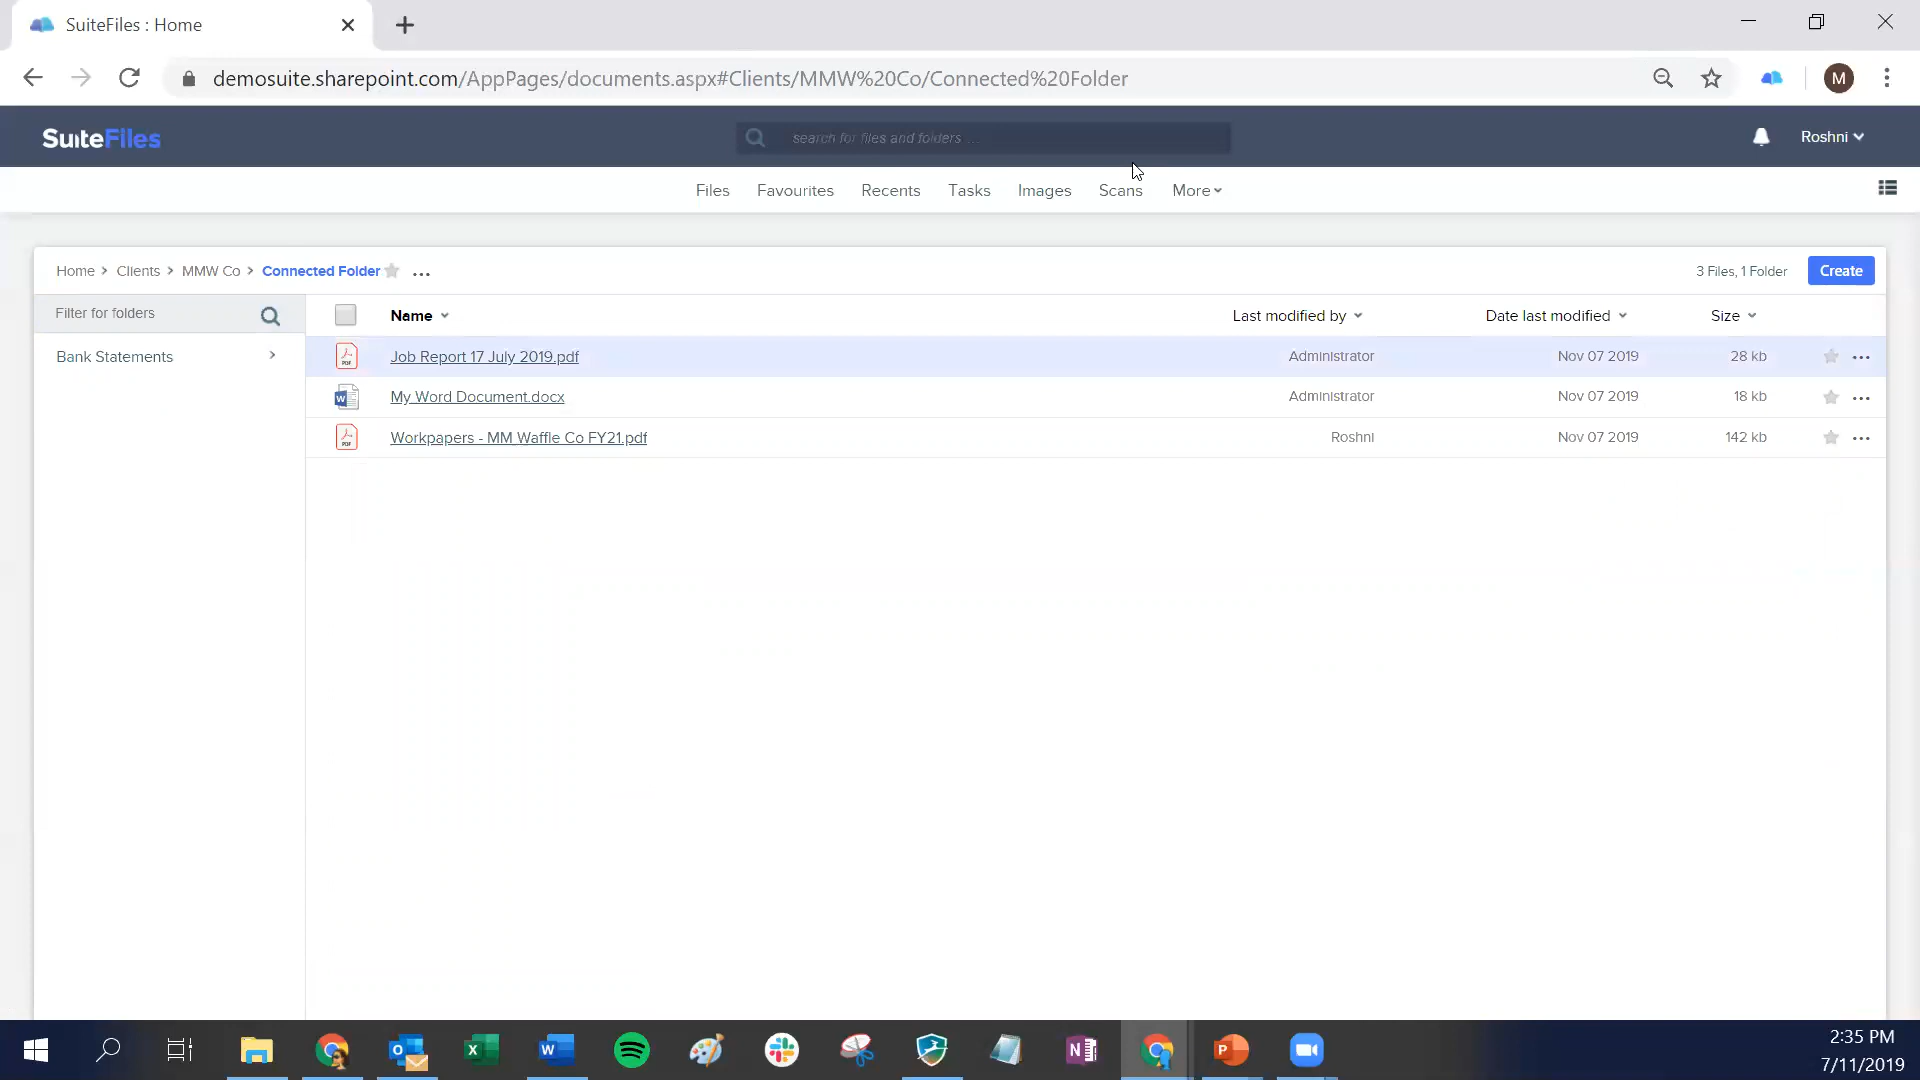 SuiteFiles : Home
demosuite.sharepoint.com/AppPages/documents.aspx#Clients/MMW%20Co/Connected%20Folder
M
SuiteFiles
search for files and folders ...
Roshni
Files Favourites Recents Tasks Images Scans More
Home > Clients > MMW Co > Connected Folder ...
3 Files, 1 Folder
Create
Filter for folders
Name Last modified by Date last modified Size
Bank Statements
Job Report 17 July 2019.pdf Administrator Nov 07 2019 28 kb
My Word Document.docx Administrator Nov 07 2019 18 kb
Workpapers - MM Waffle Co FY21.pdf Roshni Nov 07 2019 142 kb
2:35 PM
7/11/2019